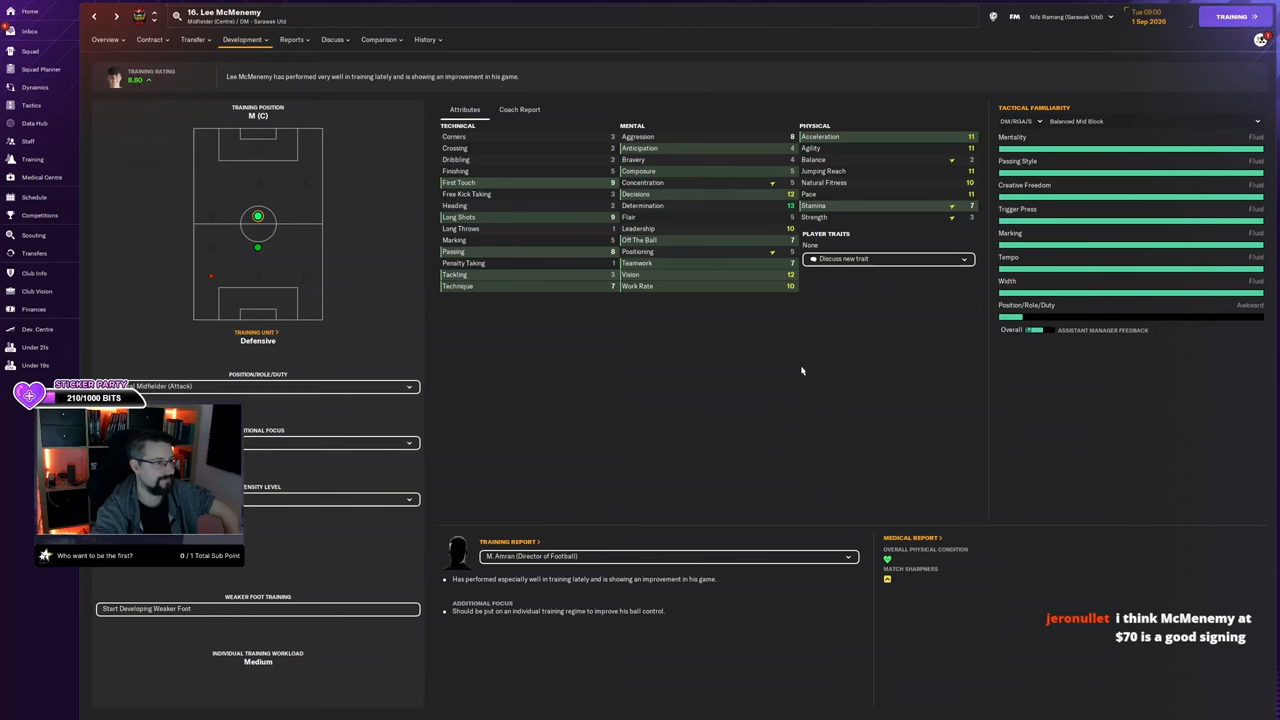 Home
Inbox
Squad
Squad Planner
Dynamics
Tactics
Data Hub
Staff
Training
Medical Centre
Schedule
Competitions
Scouting
Transfers
Club Info
Club Vision
Finances
Dev. Centre
Under 21s
Under 19s
16. Lee McMenemy
Midfielder (Centre) / DM - Sarawak Utd
FM Nils Ramang (Sarawak Utd)
Tue 09:00
1 Sep 2026
TRAINING
Overview Contract Transfer Development Reports Discuss Comparison History
TRAINING RATING
8.80
Lee McMenemy has performed very well in training lately and is showing an improvement in his game.
TRAINING POSITION
M (C)
TRAINING UNIT
Defensive
POSITION/ROLE/DUTY
al Midfielder (Attack)
ITIONAL FOCUS
ENSITY LEVEL
WEAKER FOOT TRAINING
Start Developing Weaker Foot
INDIVIDUAL TRAINING WORKLOAD
Medium
Attributes Coach Report
TECHNICAL
Corners 3
Crossing 2
Dribbling 2
Finishing 5
First Touch 9
Free Kick Taking 3
Heading 2
Long Shots 9
Long Throws 1
Marking 5
Passing 8
Penalty Taking 1
Tackling 3
Technique 7
MENTAL
Aggression 8
Anticipation 4
Bravery 4
Composure 5
Concentration 5
Decisions 12
Determination 13
Flair 5
Leadership 10
Off The Ball 7
Positioning 5
Teamwork 7
Vision 12
Work Rate 10
PHYSICAL
Acceleration 11
Agility 11
Balance 2
Jumping Reach 11
Natural Fitness 10
Pace 11
Stamina 7
Strength 3
PLAYER TRAITS
None
Discuss new trait
TACTICAL FAMILIARITY
DM/RGA/S Balanced Mid Block
Mentality Fluid
Passing Style Fluid
Creative Freedom Fluid
Trigger Press Fluid
Marking Fluid
Tempo Fluid
Width Fluid
Position/Role/Duty Awkward
Overall ASSISTANT MANAGER FEEDBACK
TRAINING REPORT
M. Amran (Director of Football)
Has performed especially well in training lately and is showing an improvement in his game.
ADDITIONAL FOCUS
Should be put on an individual training regime to improve his ball control.
MEDICAL REPORT
OVERALL PHYSICAL CONDITION
MATCH SHARPNESS
STICKER PARTY
210/1000 BITS
Who want to be the first? 0 / 1 Total Sub Point
jeronullet i think McMenemy at
$70 is a good signing